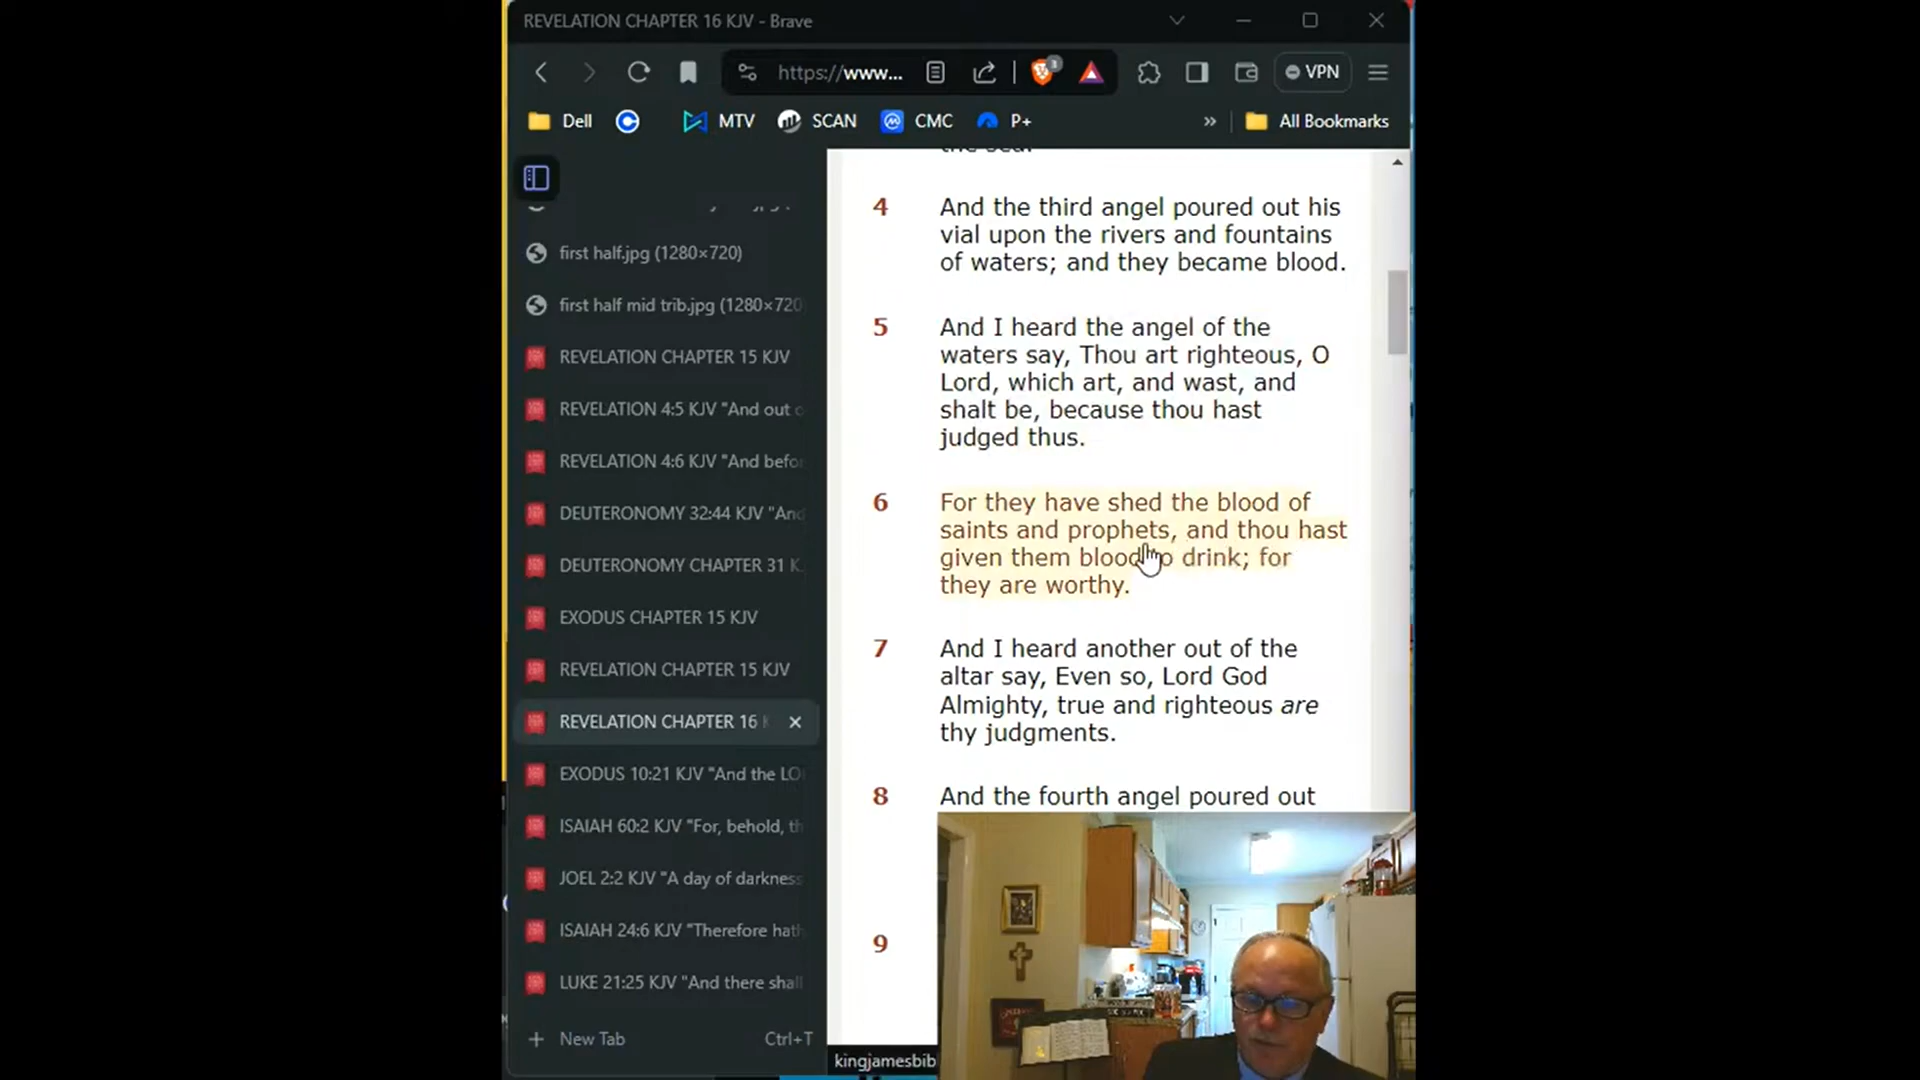 REVELATION CHAPTER 16 KJV - Brave
https://www...
3
VPN
Dell
MTV
SCAN
CMC
P+
»
All Bookmarks
first half.jpg (1280×720)
first half mid trib.jpg (1280×720
REVELATION CHAPTER 15 KJV
REVELATION 4:5 KJV "And out o
REVELATION 4:6 KJV "And befor
DEUTERONOMY 32:44 KJV "And
DEUTERONOMY CHAPTER 31 K
EXODUS CHAPTER 15 KJV
REVELATION CHAPTER 15 KJV
REVELATION CHAPTER 16
EXODUS 10:21 KJV "And the LO
ISAIAH 60:2 KJV "For, behold, th
JOEL 2:2 KJV "A day of darkness
ISAIAH 24:6 KJV "Therefore hath
LUKE 21:25 KJV "And there shall
+ New Tab Ctrl+T
the sea.
4 And the third angel poured out his
vial upon the rivers and fountains
of waters; and they became blood.
5 And I heard the angel of the
waters say, Thou art righteous, O
Lord, which art, and wast, and
shalt be, because thou hast
judged thus.
6 For they have shed the blood of
saints and prophets, and thou hast
given them blood to drink; for
they are worthy.
7 And I heard another out of the
altar say, Even so, Lord God
Almighty, true and righteous are
thy judgments.
8 And the fourth angel poured out
9
kingjamesbib